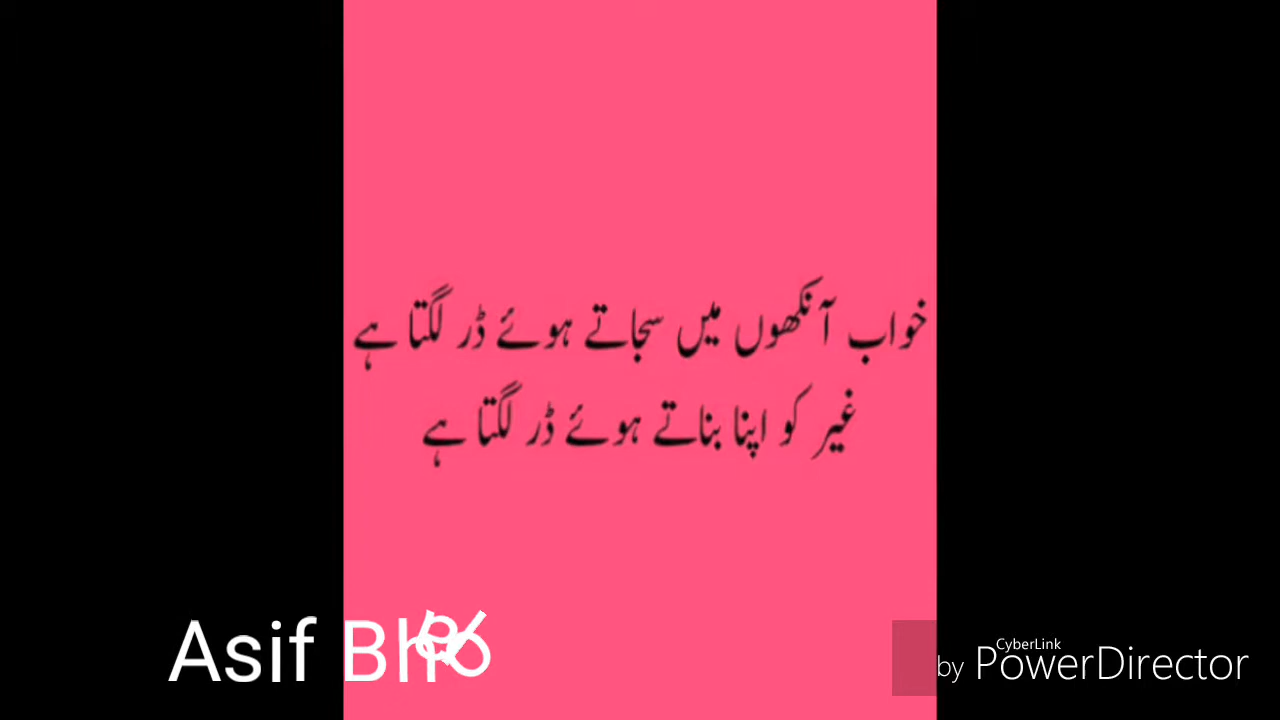 خواب آنکھوں میں سجاتے ہوئے ڈر لگتا ہے
غیر کو اپنا بناتے ہوئے ڈر لگتا ہے
Asif
CyberLink
by PowerDirector